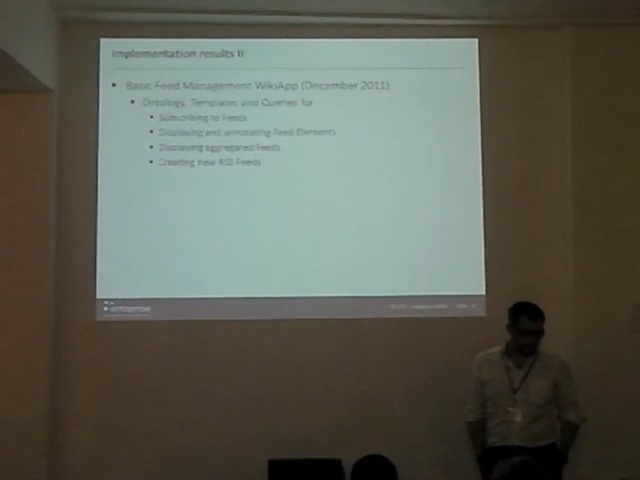 Implementation results II
▪ Basic Feed Management WikiApp (December 2011)
▪ Ontology, Templates and Queries for
▪ Subscribing to Feeds
▪ Displaying and annotating Feed Elements
▪ Displaying aggregated Feeds
▪ Creating new RSS Feeds
ontoprise